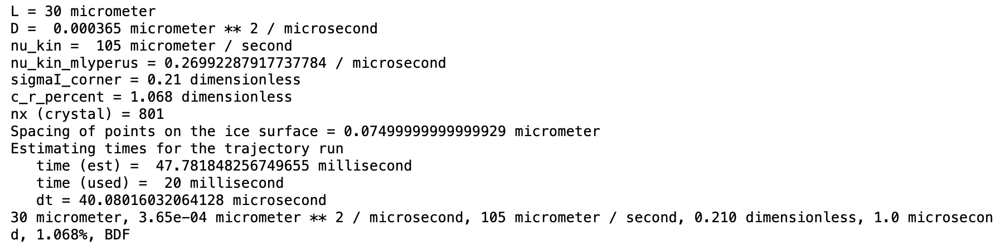 L = 30 micrometer
D =  0.000365 micrometer ** 2 / microsecond
nu_kin =  105 micrometer / second
nu_kin_mlyperus = 0.26992287917737784 / microsecond
sigmaI_corner = 0.21 dimensionless
c_r_percent = 1.068 dimensionless
nx (crystal) = 801
Spacing of points on the ice surface = 0.07499999999999929 micrometer
Estimating times for the trajectory run
   time (est) =  47.781848256749655 millisecond
   time (used) =  20 millisecond
   dt = 40.08016032064128 microsecond
30 micrometer, 3.65e-04 micrometer ** 2 / microsecond, 105 micrometer / second, 0.210 dimensionless, 1.0 microsecon
d, 1.068%, BDF